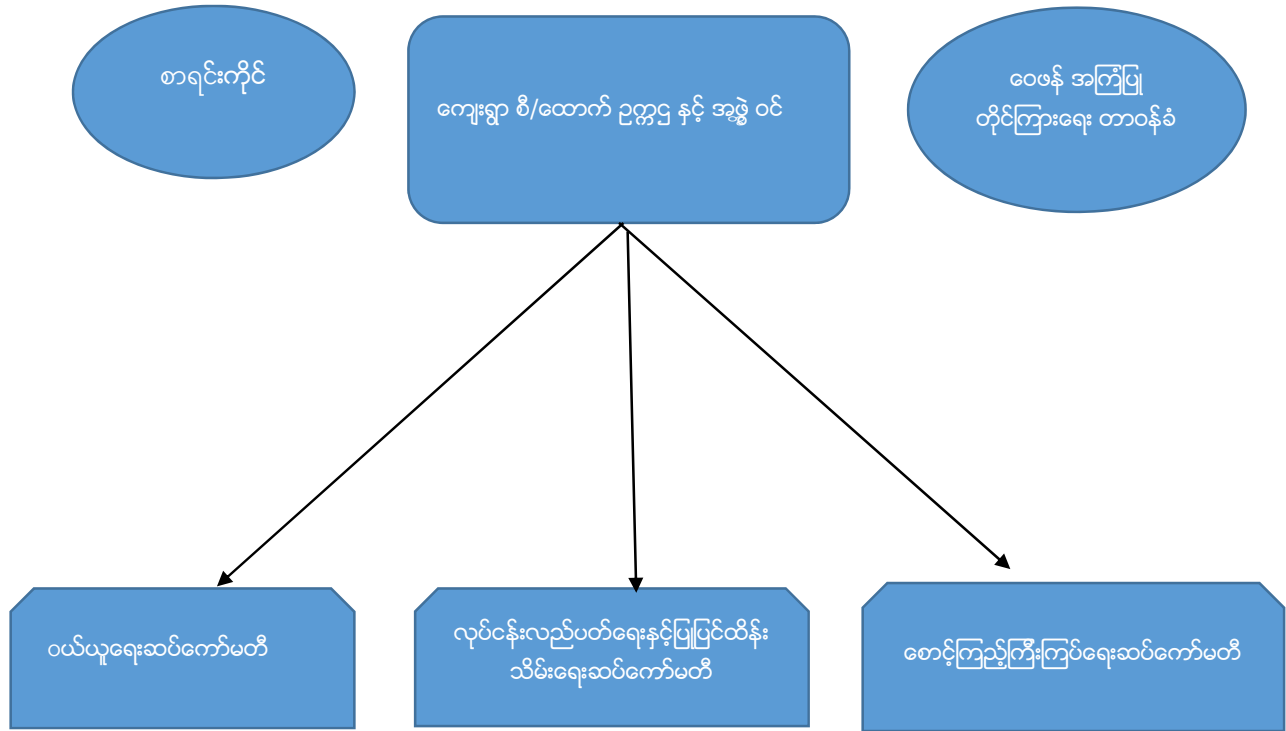 စာရင်းကိုင်
ကျေးရွာ စီ/ထောက် ဥက္ကဌ နှင့် အဖွဲ့ ဝင်
ဝေဖန် အကြံပြု
တိုင်ကြားရေး တာဝန်ခံ
ဝယ်ယူရေးဆပ်ကော်မတီ
လုပ်ငန်းလည်ပတ်ရေးနှင့်ပြုပြင်ထိန်း
သိမ်းရေးဆပ်ကော်မတီ
စောင့်ကြည့်ကြီးကြပ်ရေးဆပ်ကော်မတီ